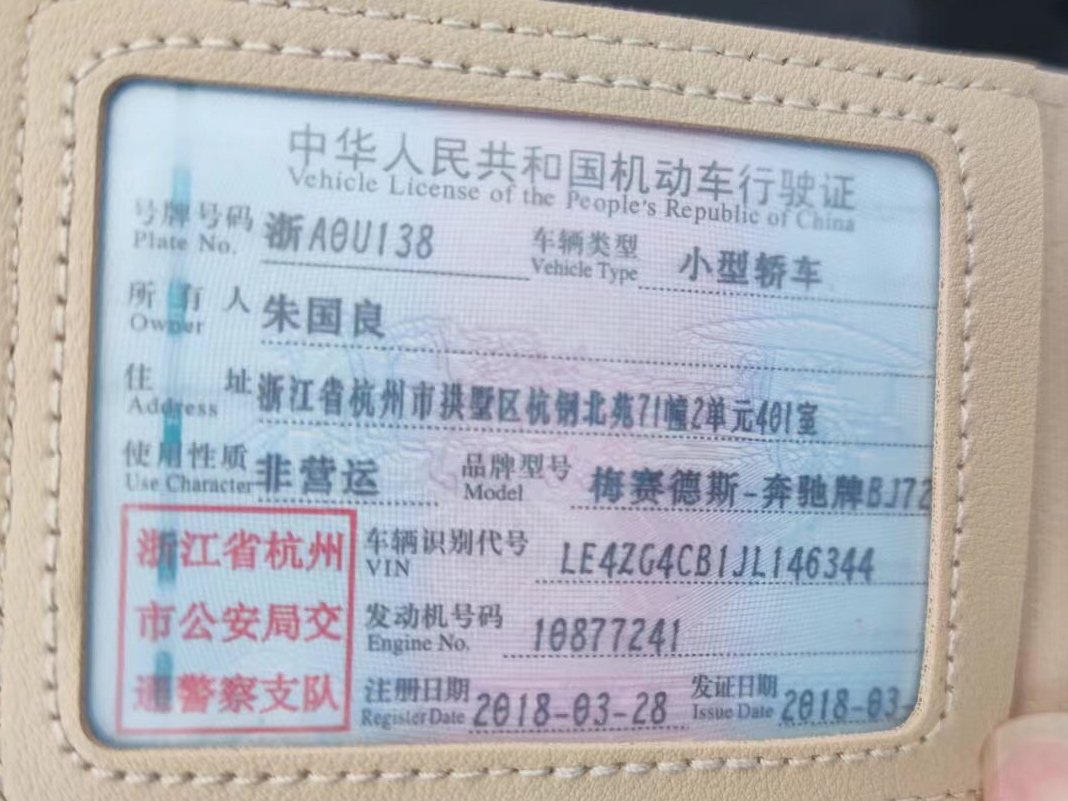 中华人民共和国机动车行驶证
Vehicle License of the People's Republic of China
号牌号码 浙A0U138 车辆类型 小型轿车
Plate No. Vehicle Type
所有人 朱国良
Owner
住址 浙江省杭州市拱墅区杭钢北苑71幢2单元401室
Address
使用性质 非营运 品牌型号 梅赛德斯-奔驰牌BJ72
Use Character Model
浙江省杭州
市公安局交
通警察支队
车辆识别代号 LE4ZG4CB1JL146344
VIN
发动机号码 10877241
Engine No.
注册日期 2018-03-28 发证日期 2018-03-
Register Date Issue Date